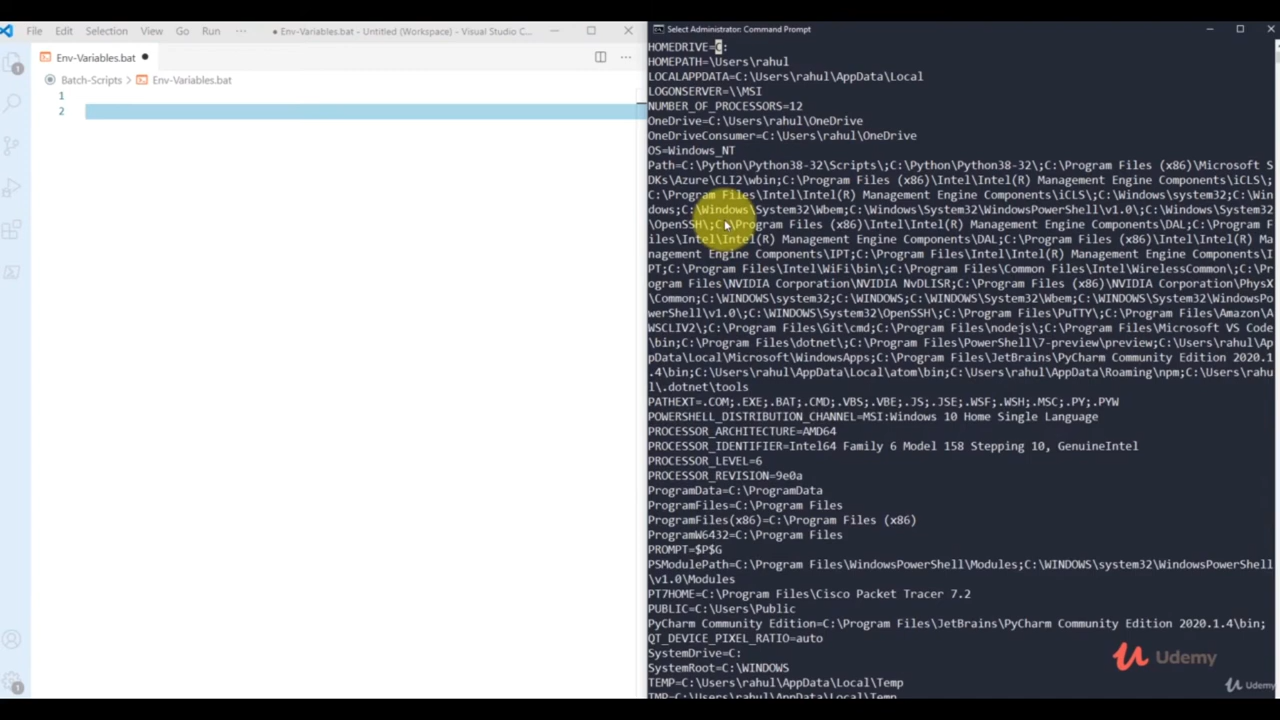 File Edit Selection View Go Run ··· ● Env-Variables.bat - Untitled (Workspace) - Visual Studio C...
Env-Variables.bat ●
Batch-Scripts > Env-Variables.bat
1
2
1
1
Select Administrator: Command Prompt
HOMEDRIVE=C:
HOMEPATH=\Users\rahul
LOCALAPPDATA=C:\Users\rahul\AppData\Local
LOGONSERVER=\\MSI
NUMBER_OF_PROCESSORS=12
OneDrive=C:\Users\rahul\OneDrive
OneDriveConsumer=C:\Users\rahul\OneDrive
OS=Windows_NT
Path=C:\Python\Python38-32\Scripts\;C:\Python\Python38-32\;C:\Program Files (x86)\Microsoft S
DKs\Azure\CLI2\wbin;C:\Program Files (x86)\Intel\Intel(R) Management Engine Components\iCLS\;
C:\Program Files\Intel\Intel(R) Management Engine Components\iCLS\;C:\Windows\system32;C:\Win
dows;C:\Windows\System32\Wbem;C:\Windows\System32\WindowsPowerShell\v1.0\;C:\Windows\System32
\OpenSSH\;C:\Program Files (x86)\Intel\Intel(R) Management Engine Components\DAL;C:\Program F
iles\Intel\Intel(R) Management Engine Components\DAL;C:\Program Files (x86)\Intel\Intel(R) Ma
nagement Engine Components\IPT;C:\Program Files\Intel\Intel(R) Management Engine Components\I
PT;C:\Program Files\Intel\WiFi\bin\;C:\Program Files\Common Files\Intel\WirelessCommon\;C:\Pr
ogram Files\NVIDIA Corporation\NVIDIA NvDLISR;C:\Program Files (x86)\NVIDIA Corporation\PhysX
\Common;C:\WINDOWS\system32;C:\WINDOWS;C:\WINDOWS\System32\Wbem;C:\WINDOWS\System32\WindowsPo
werShell\v1.0\;C:\WINDOWS\System32\OpenSSH\;C:\Program Files\PuTTY\;C:\Program Files\Amazon\A
WSCLIV2\;C:\Program Files\Git\cmd;C:\Program Files\nodejs\;C:\Program Files\Microsoft VS Code
\bin;C:\Program Files\dotnet\;C:\Program Files\PowerShell\7-preview\preview;C:\Users\rahul\Ap
pData\Local\Microsoft\WindowsApps;C:\Program Files\JetBrains\PyCharm Community Edition 2020.1
.4\bin;C:\Users\rahul\AppData\Local\atom\bin;C:\Users\rahul\AppData\Roaming\npm;C:\Users\rahu
l\.dotnet\tools
PATHEXT=.COM;.EXE;.BAT;.CMD;.VBS;.VBE;.JS;.JSE;.WSF;.WSH;.MSC;.PY;.PYW
POWERSHELL_DISTRIBUTION_CHANNEL=MSI:Windows 10 Home Single Language
PROCESSOR_ARCHITECTURE=AMD64
PROCESSOR_IDENTIFIER=Intel64 Family 6 Model 158 Stepping 10, GenuineIntel
PROCESSOR_LEVEL=6
PROCESSOR_REVISION=9e0a
ProgramData=C:\ProgramData
ProgramFiles=C:\Program Files
ProgramFiles(x86)=C:\Program Files (x86)
ProgramW6432=C:\Program Files
PROMPT=$P$G
PSModulePath=C:\Program Files\WindowsPowerShell\Modules;C:\WINDOWS\system32\WindowsPowerShell
\v1.0\Modules
PT7HOME=C:\Program Files\Cisco Packet Tracer 7.2
PUBLIC=C:\Users\Public
PyCharm Community Edition=C:\Program Files\JetBrains\PyCharm Community Edition 2020.1.4\bin;
QT_DEVICE_PIXEL_RATIO=auto
SystemDrive=C:
SystemRoot=C:\WINDOWS
TEMP=C:\Users\rahul\AppData\Local\Temp
TMP=C:\Users\rahul\AppData\Local\Temp
Udemy
Udemy